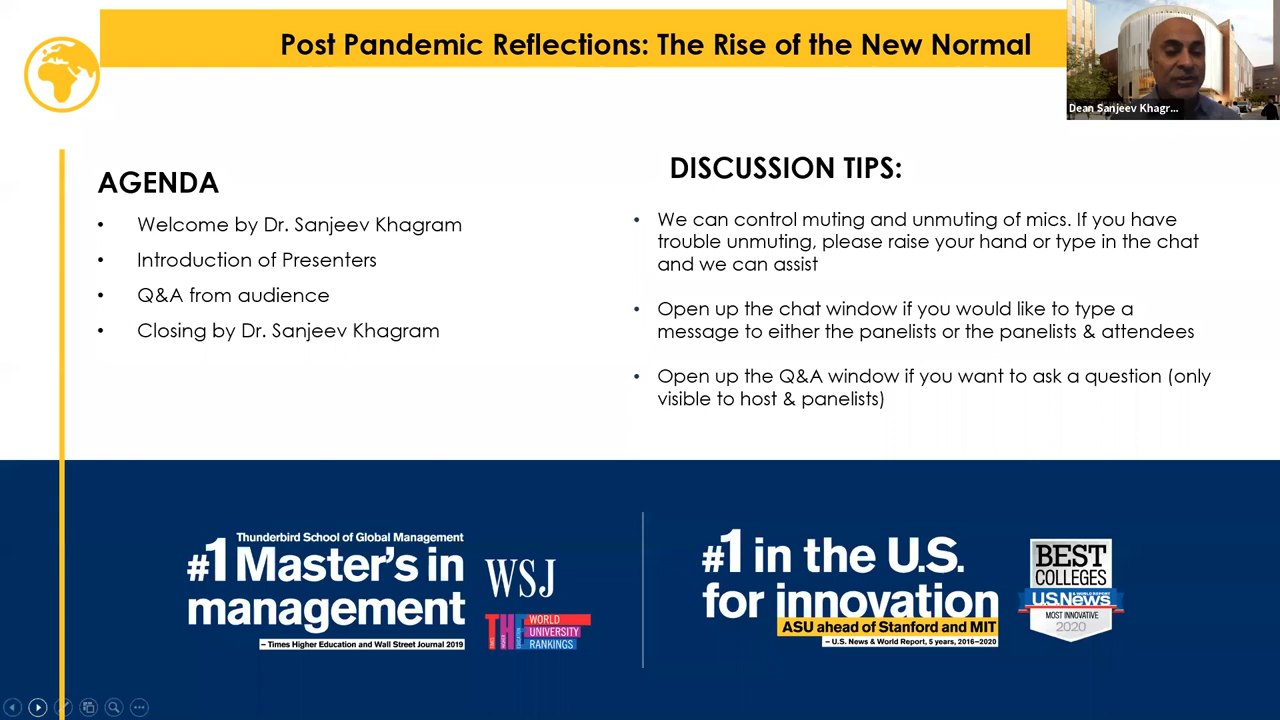 Post Pandemic Reflections: The Rise of the New Normal
Dean Sanjeev Khagr...
AGENDA
• Welcome by Dr. Sanjeev Khagram
• Introduction of Presenters
• Q&A from audience
• Closing by Dr. Sanjeev Khagram
DISCUSSION TIPS:
• We can control muting and unmuting of mics. If you have
trouble unmuting, please raise your hand or type in the chat
and we can assist
• Open up the chat window if you would like to type a
message to either the panelists or the panelists & attendees
• Open up the Q&A window if you want to ask a question (only
visible to host & panelists)
Thunderbird School of Global Management
#1 Master's in
management
– Times Higher Education and Wall Street Journal 2019
WSJ
THE
WORLD
UNIVERSITY
RANKINGS
#1 in the U.S.
for innovation
ASU ahead of Stanford and MIT
– U.S. News & World Report, 5 years, 2016–2020
BEST
COLLEGES
U.S.News
& WORLD REPORT
MOST INNOVATIVE
2020